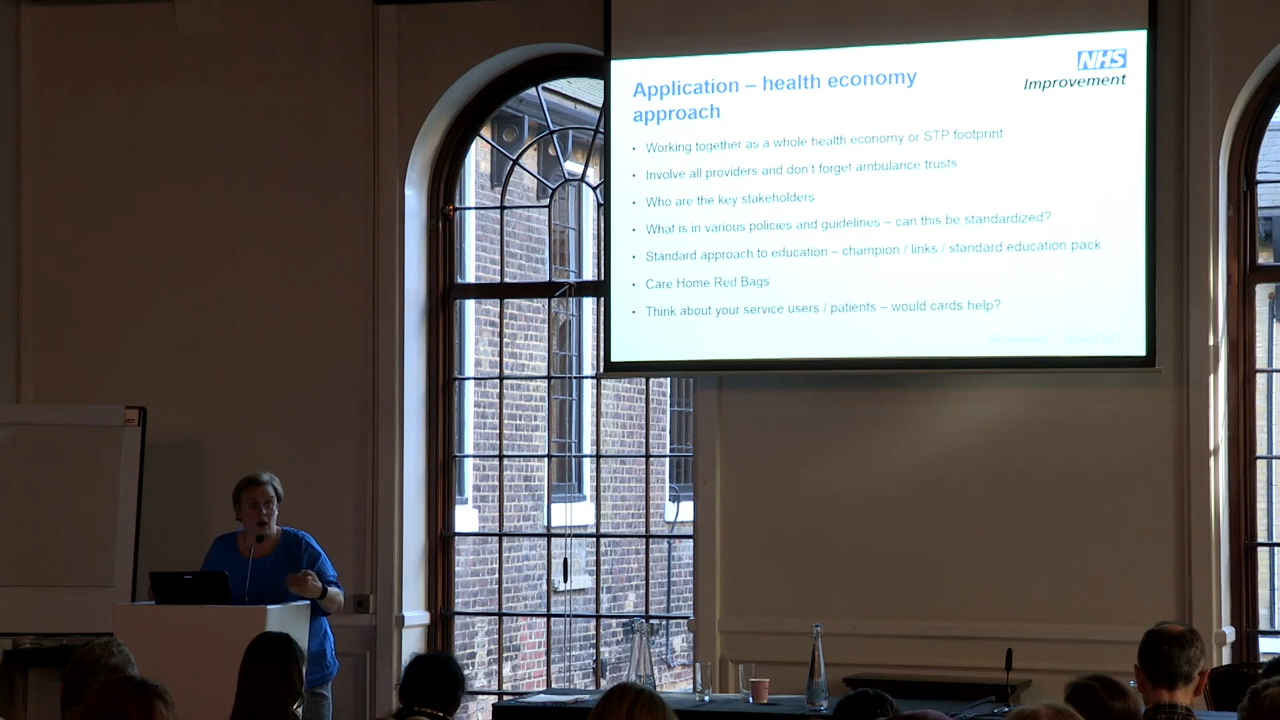 Application – health economy
approach
NHS
Improvement
• Working together as a whole health economy or STP footprint
• Involve all providers and don't forget ambulance trusts
• Who are the key stakeholders
• What is in various policies and guidelines – can this be standardized?
• Standard approach to education – champion / links / standard education pack
• Care Home Red Bags
• Think about your service users / patients – would cards help?